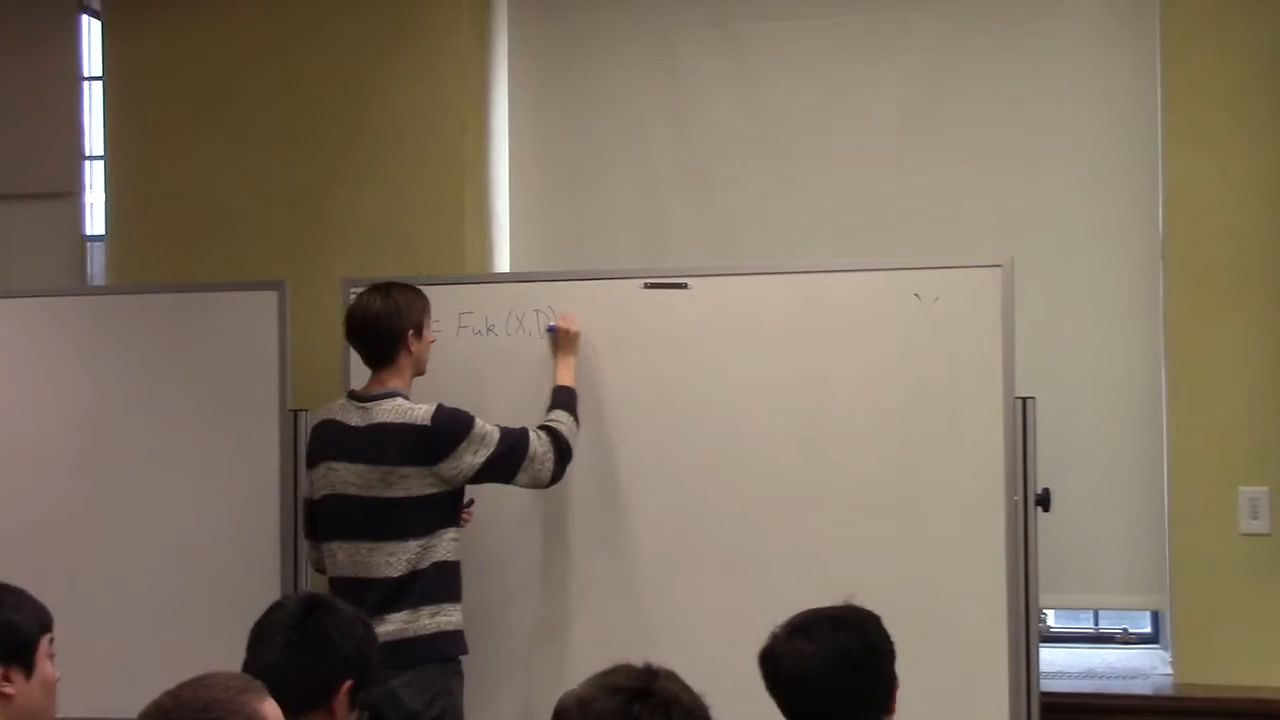 = Fuk (X, D)